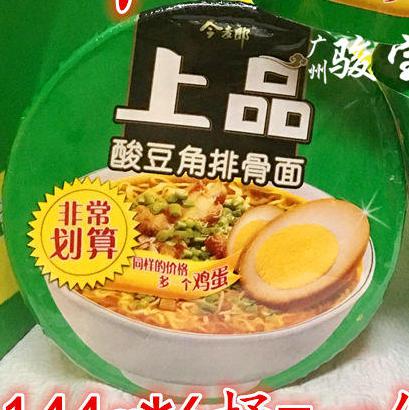 今麦郎
上品
酸豆角排骨面
广州骏
非常
划算
同样的价格
多一个鸡蛋